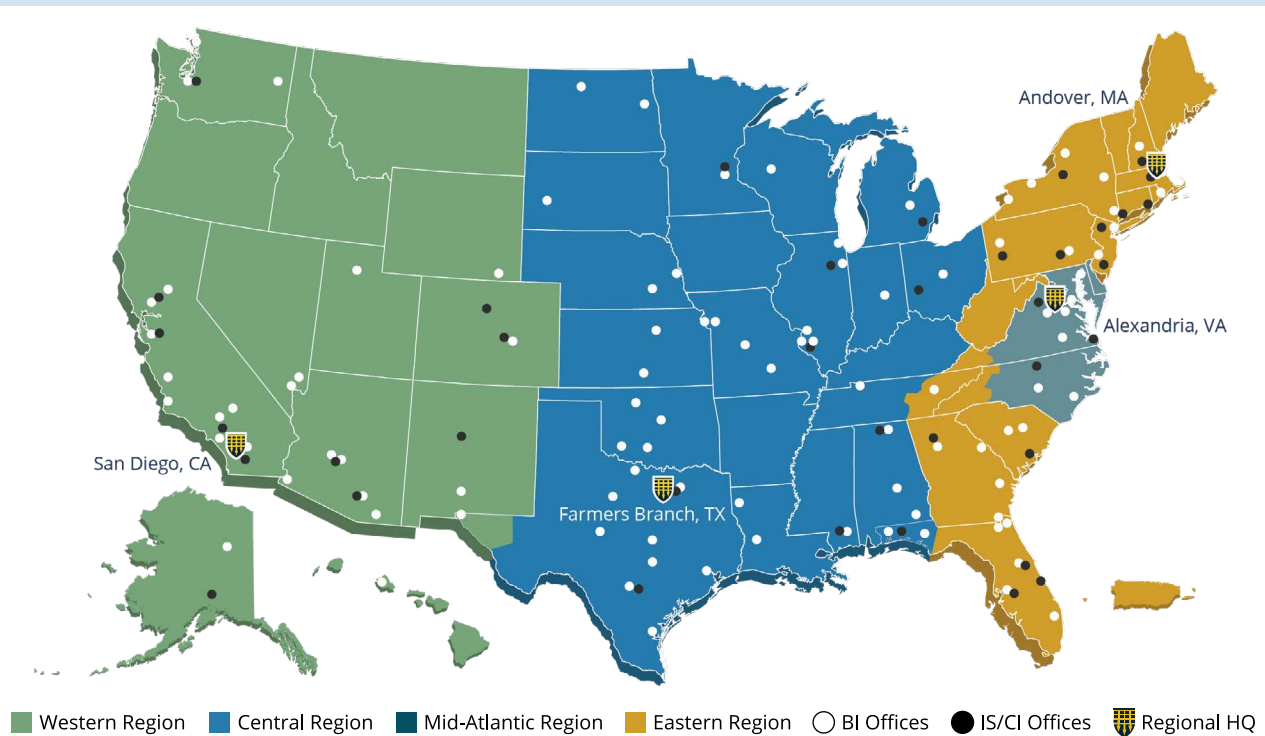 Andover, MA
Alexandria, VA
San Diego, CA
Farmers Branch, TX
Western Region
Central Region
Mid-Atlantic Region
Eastern Region
BI Offices
IS/CI Offices
Regional HQ